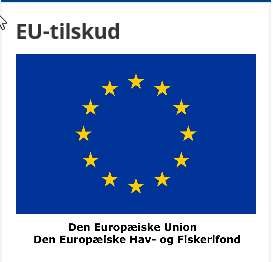 EU-tilskud
Den Europæiske Union
Den Europæiske Hav- og Fiskerifond